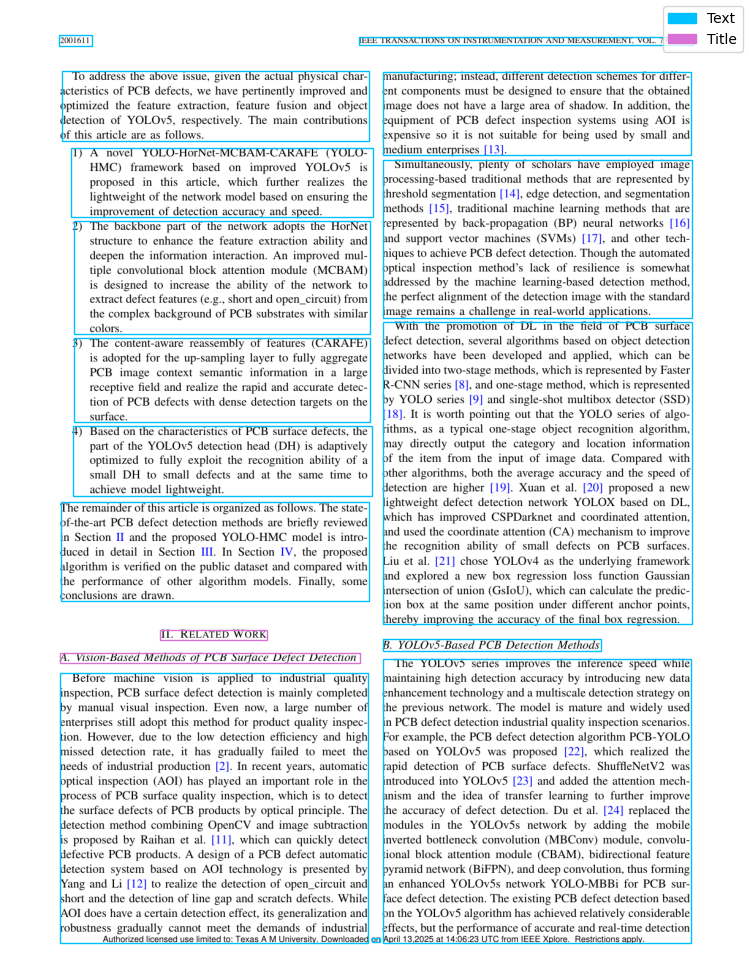 2001611
IEEE TRANSACTIONS ON INSTRUMENTATION AND MEASUREMENT, VOL. 7
Text
Title
To address the above issue, given the actual physical char-
acteristics of PCB defects, we have pertinently improved and
optimized the feature extraction, feature fusion and object
detection of YOLOv5, respectively. The main contributions
of this article are as follows.
1) A novel YOLO-HorNet-MCBAM-CARAFE (YOLO-
HMC) framework based on improved YOLOv5 is
proposed in this article, which further realizes the
lightweight of the network model based on ensuring the
improvement of detection accuracy and speed.
2) The backbone part of the network adopts the HorNet
structure to enhance the feature extraction ability and
deepen the information interaction. An improved mul-
tiple convolutional block attention module (MCBAM)
is designed to increase the ability of the network to
extract defect features (e.g., short and open_circuit) from
the complex background of PCB substrates with similar
colors.
3) The content-aware reassembly of features (CARAFE)
is adopted for the up-sampling layer to fully aggregate
PCB image context semantic information in a large
receptive field and realize the rapid and accurate detec-
tion of PCB defects with dense detection targets on the
surface.
4) Based on the characteristics of PCB surface defects, the
part of the YOLOv5 detection head (DH) is adaptively
optimized to fully exploit the recognition ability of a
small DH to small defects and at the same time to
achieve model lightweight.
The remainder of this article is organized as follows. The state-
of-the-art PCB defect detection methods are briefly reviewed
in Section II and the proposed YOLO-HMC model is intro-
duced in detail in Section III. In Section IV, the proposed
algorithm is verified on the public dataset and compared with
the performance of other algorithm models. Finally, some
conclusions are drawn.
II. RELATED WORK
A. Vision-Based Methods of PCB Surface Defect Detection
Before machine vision is applied to industrial quality
inspection, PCB surface defect detection is mainly completed
by manual visual inspection. Even now, a large number of
enterprises still adopt this method for product quality inspec-
tion. However, due to the low detection efficiency and high
missed detection rate, it has gradually failed to meet the
needs of industrial production [2]. In recent years, automatic
optical inspection (AOI) has played an important role in the
process of PCB surface quality inspection, which is to detect
the surface defects of PCB products by optical principle. The
detection method combining OpenCV and image subtraction
is proposed by Raihan et al. [11], which can quickly detect
defective PCB products. A design of a PCB defect automatic
detection system based on AOI technology is presented by
Yang and Li [12] to realize the detection of open_circuit and
short and the detection of line gap and scratch defects. While
AOI does have a certain detection effect, its generalization and
robustness gradually cannot meet the demands of industrial
manufacturing; instead, different detection schemes for differ-
ent components must be designed to ensure that the obtained
image does not have a large area of shadow. In addition, the
equipment of PCB defect inspection systems using AOI is
expensive so it is not suitable for being used by small and
medium enterprises [13].
Simultaneously, plenty of scholars have employed image
processing-based traditional methods that are represented by
threshold segmentation [14], edge detection, and segmentation
methods [15], traditional machine learning methods that are
represented by back-propagation (BP) neural networks [16]
and support vector machines (SVMs) [17], and other tech-
niques to achieve PCB defect detection. Though the automated
optical inspection method's lack of resilience is somewhat
addressed by the machine learning-based detection method,
the perfect alignment of the detection image with the standard
image remains a challenge in real-world applications.
With the promotion of DL in the field of PCB surface
defect detection, several algorithms based on object detection
networks have been developed and applied, which can be
divided into two-stage methods, which is represented by Faster
R-CNN series [8], and one-stage method, which is represented
by YOLO series [9] and single-shot multibox detector (SSD)
[18]. It is worth pointing out that the YOLO series of algo-
rithms, as a typical one-stage object recognition algorithm,
may directly output the category and location information
of the item from the input of image data. Compared with
other algorithms, both the average accuracy and the speed of
detection are higher [19]. Xuan et al. [20] proposed a new
lightweight defect detection network YOLOX based on DL,
which has improved CSPDarknet and coordinated attention,
and used the coordinate attention (CA) mechanism to improve
the recognition ability of small defects on PCB surfaces.
Liu et al. [21] chose YOLOv4 as the underlying framework
and explored a new box regression loss function Gaussian
intersection of union (GsIoU), which can calculate the predic-
tion box at the same position under different anchor points,
thereby improving the accuracy of the final box regression.
B. YOLOv5-Based PCB Detection Methods
The YOLOv5 series improves the inference speed while
maintaining high detection accuracy by introducing new data
enhancement technology and a multiscale detection strategy on
the previous network. The model is mature and widely used
in PCB defect detection industrial quality inspection scenarios.
For example, the PCB defect detection algorithm PCB-YOLO
based on YOLOv5 was proposed [22], which realized the
rapid detection of PCB surface defects. ShuffleNetV2 was
introduced into YOLOv5 [23] and added the attention mech-
anism and the idea of transfer learning to further improve
the accuracy of defect detection. Du et al. [24] replaced the
modules in the YOLOv5s network by adding the mobile
inverted bottleneck convolution (MBConv) module, convolu-
tional block attention module (CBAM), bidirectional feature
pyramid network (BiFPN), and deep convolution, thus forming
an enhanced YOLOv5s network YOLO-MBBi for PCB sur-
face defect detection. The existing PCB defect detection based
on the YOLOv5 algorithm has achieved relatively considerable
effects, but the performance of accurate and real-time detection
Authorized licensed use limited to: Texas A M University. Downloaded on April 13,2025 at 14:06:23 UTC from IEEE Xplore. Restrictions apply.